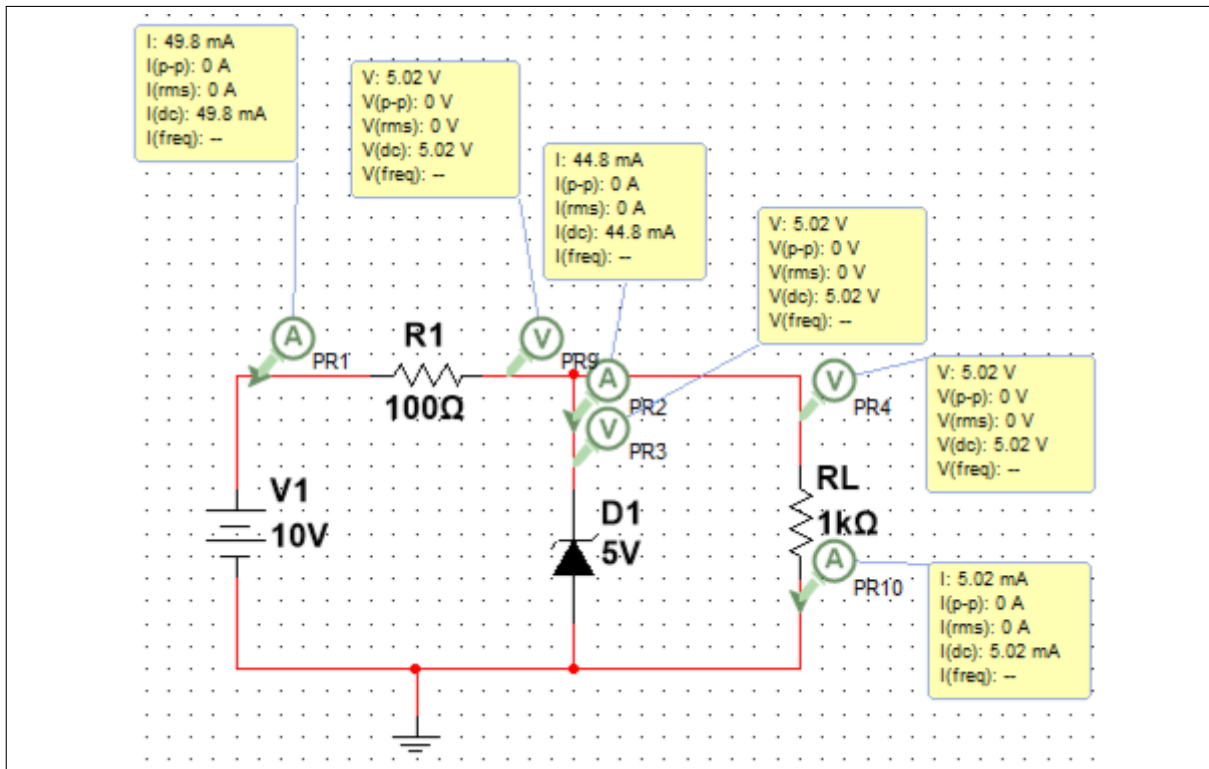 I: 49.8 mA
I(p-p): 0 A
I(rms): 0 A
I(dc): 49.8 mA
I(freq): --
V: 5.02 V
V(p-p): 0 V
V(rms): 0 V
V(dc): 5.02 V
V(freq): --
I: 44.8 mA
I(p-p): 0 A
I(rms): 0 A
I(dc): 44.8 mA
I(freq): --
V: 5.02 V
V(p-p): 0 V
V(rms): 0 V
V(dc): 5.02 V
V(freq): --
A
PR1
R1
100Ω
V
PR9
A
PR2
V
PR3
V
PR4
V: 5.02 V
V(p-p): 0 V
V(rms): 0 V
V(dc): 5.02 V
V(freq): --
V1
10V
D1
5V
RL
1kΩ
A
PR10
I: 5.02 mA
I(p-p): 0 A
I(rms): 0 A
I(dc): 5.02 mA
I(freq): --